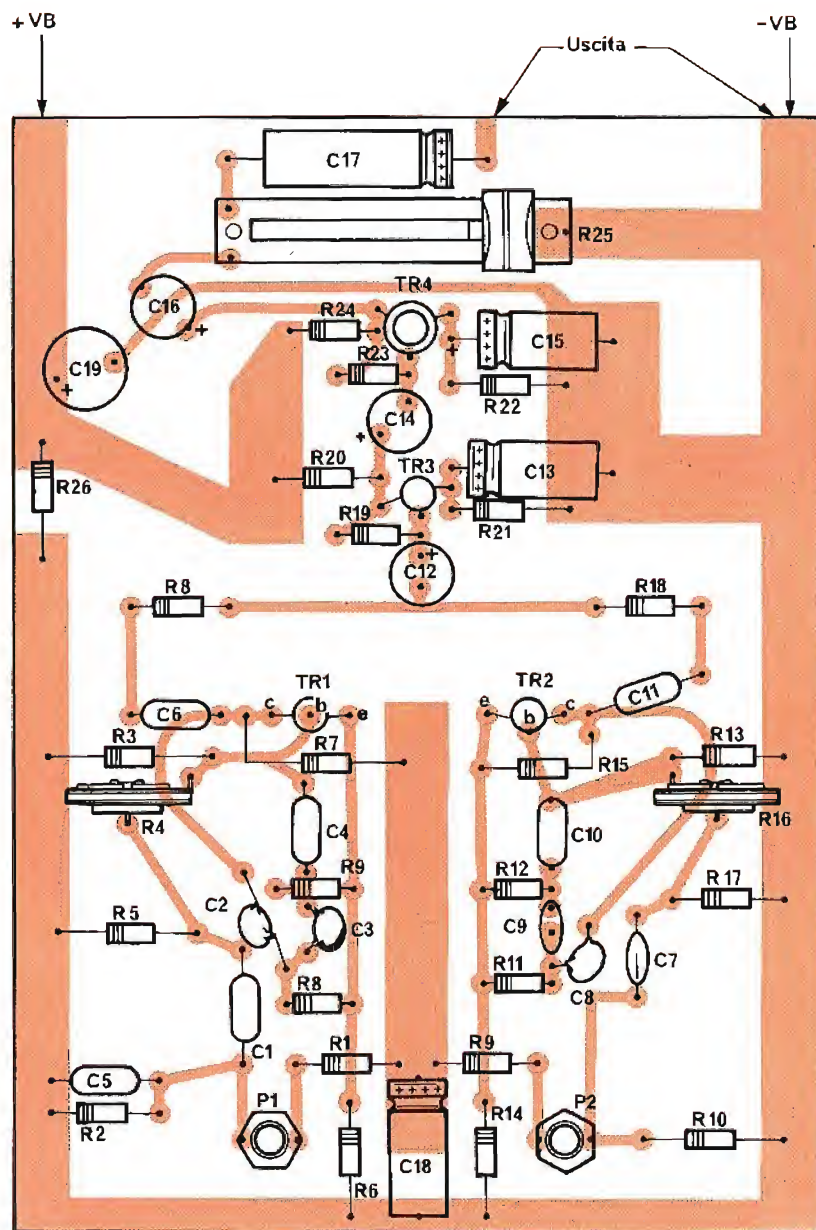 + VB
Uscita
-VB
C17
R25
TR4
C16
+
R24
+
C15
C19
+
R23
R22
C14
+
R20
TR3
C13
R26
R19
R21
+
C12
R8
R18
TR1
TR2
C11
C6
c
b
e
e
b
c
R3
R7
R15
R13
R4
R16
C4
C10
R9
R12
R17
R5
C2
C3
C9
C7
R11
R8
C8
C1
R1
R9
C5
++++
R2
P1
R14
P2
R10
C18
R6